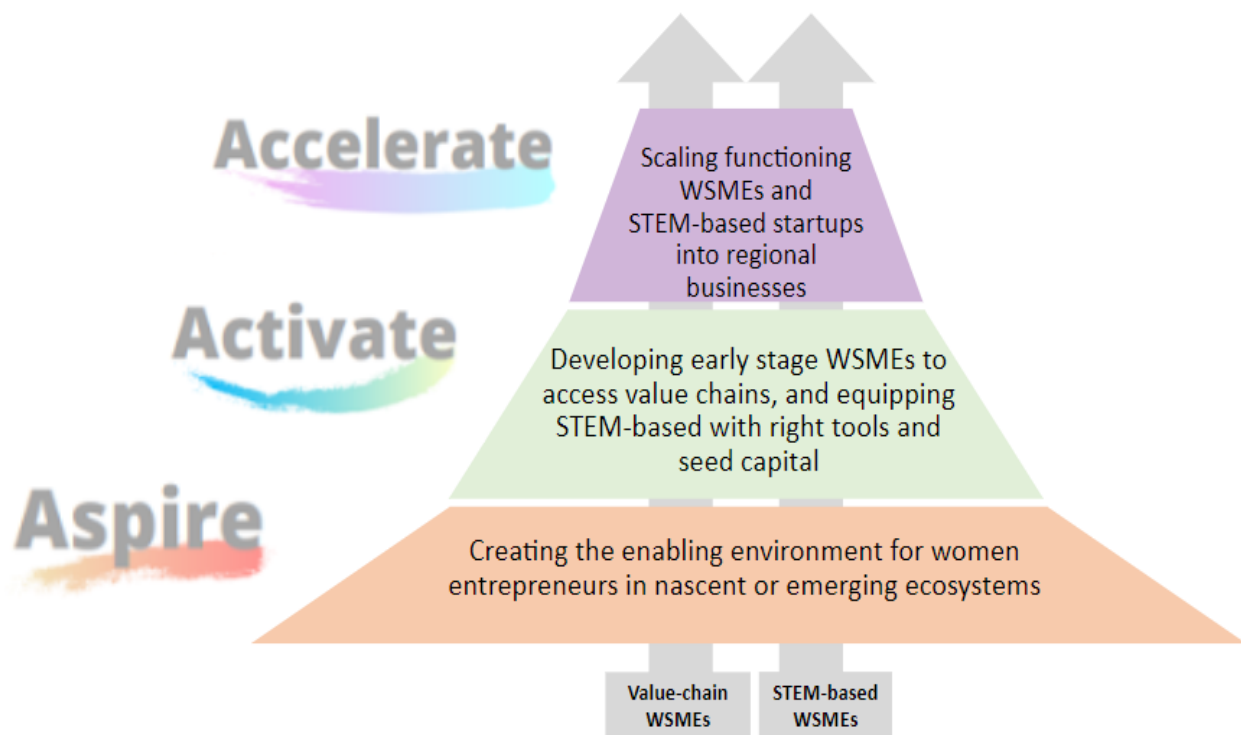 Accelerate
Scaling functioning
WSMEs and
STEM-based startups
into regional
businesses
Activate
Developing early stage WSMEs to
access value chains, and equipping
STEM-based with right tools and
seed capital
Aspire
Creating the enabling environment for women
entrepreneurs in nascent or emerging ecosystems
Value-chain
WSMEs
STEM-based
WSMEs